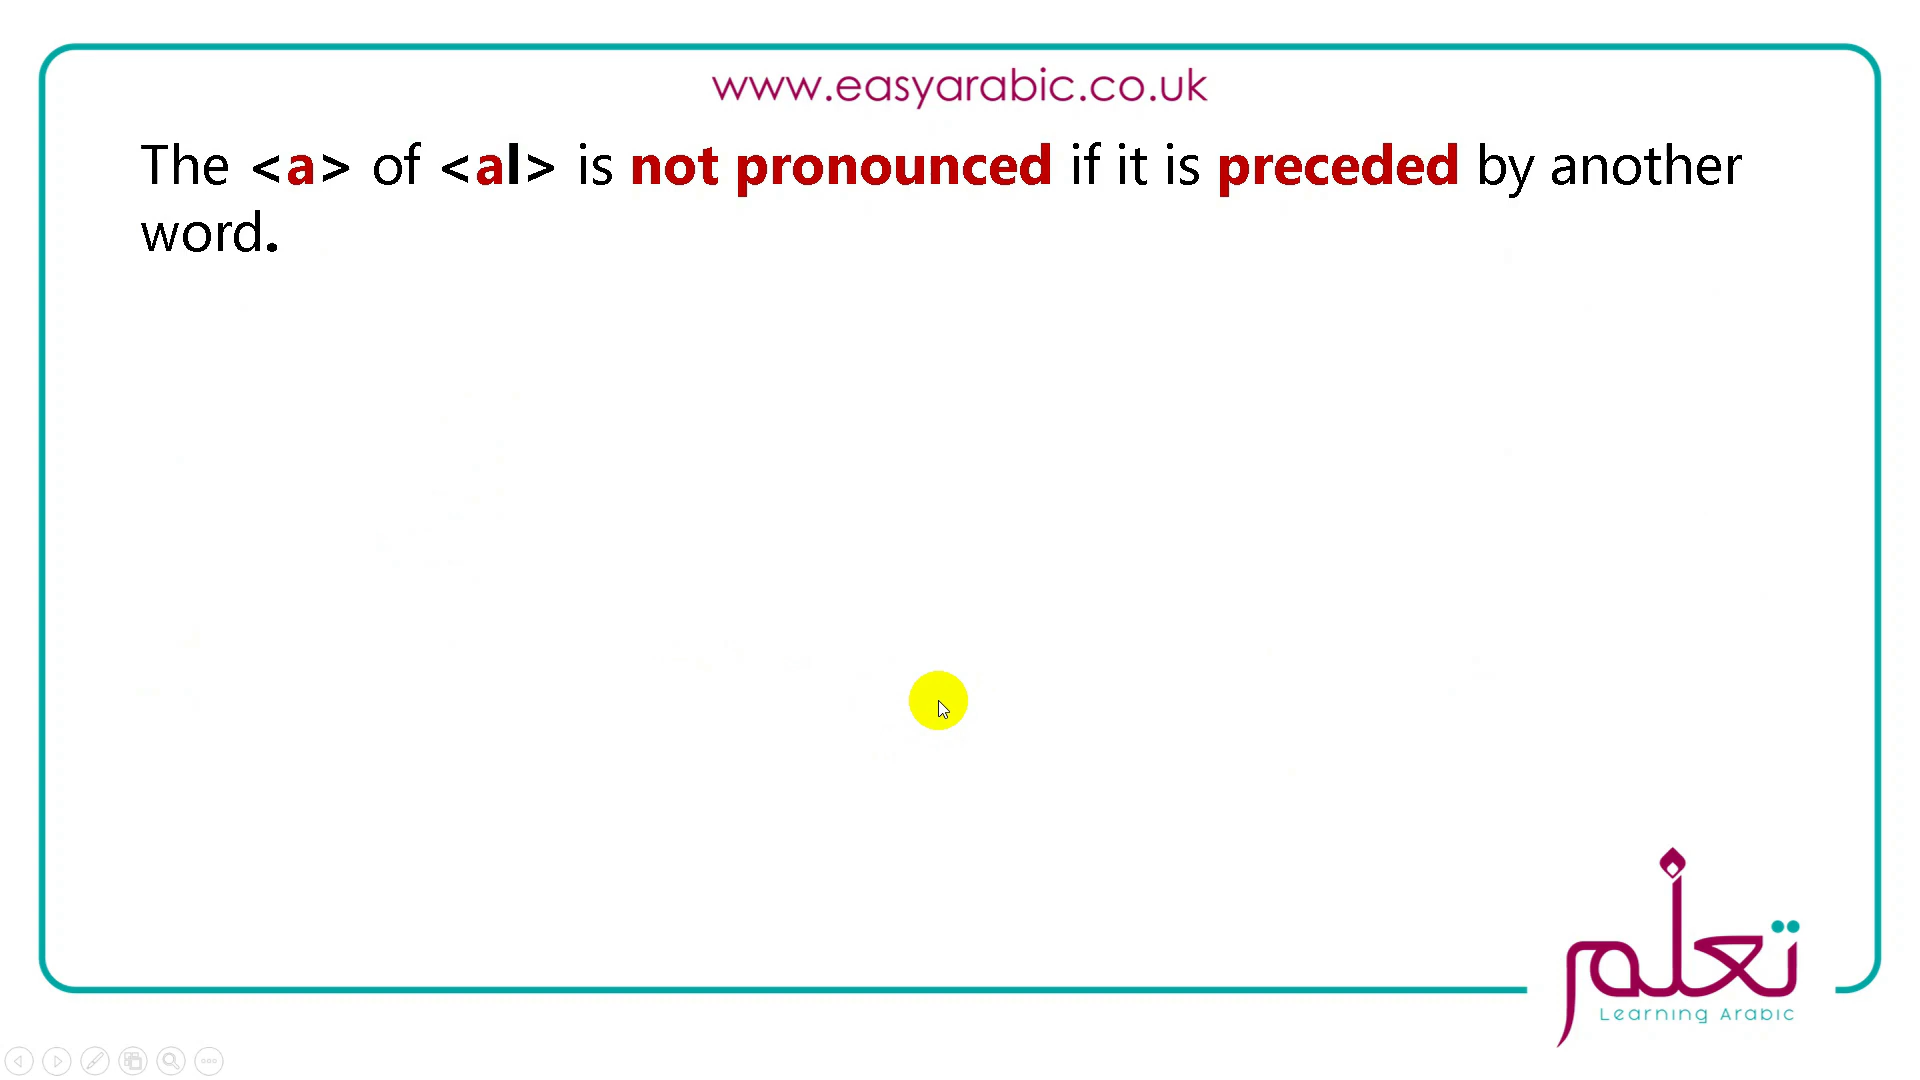 www.easyarabic.co.uk
The <a> of <al> is not pronounced if it is preceded by another
word.
تعلم
Learning Arabic